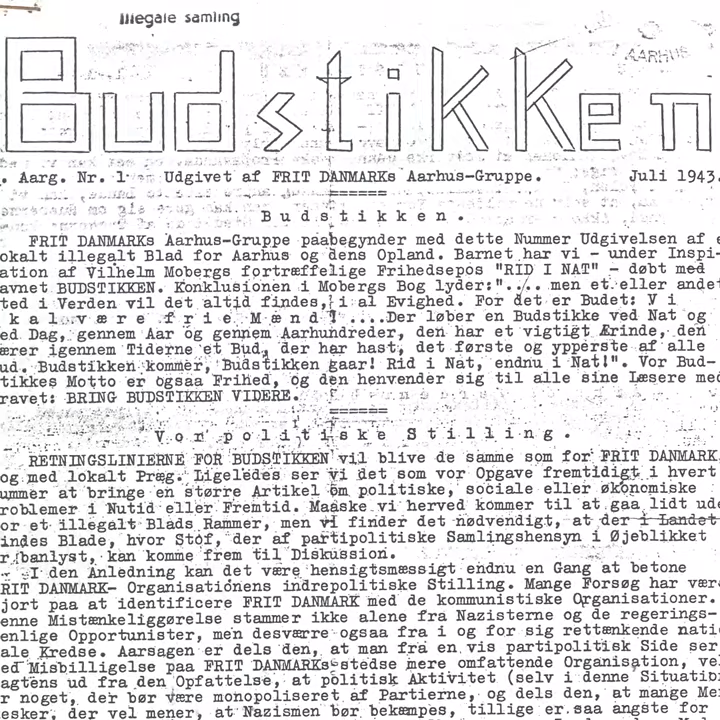 Illegale samling
AARHUS
Budstikken
. Aarg. Nr. 1 Udgivet af FRIT DANMARKs Aarhus-Gruppe. Juli 1943.
Budstikken.
FRIT DANMARKs Aarhus-Gruppe paabegynder med dette Nummer Udgivelsen af e
okalt illegalt Blad for Aarhus og dens Opland. Barnet har vi - under Inspi-
ation af Vilhelm Mobergs fortræffelige Frihedsepos "RID I NAT" - døbt med
avnet BUDSTIKKEN. Konklusionen i Mobergs Bog lyder:".... men et eller andet
ted i Verden vil det altid findes, i al Evighed. For det er Budet: V i
k a l v æ r e f r i e M æ n d ! ....Der løber en Budstikke ved Nat og
ed Dag, gennem Aar og gennem Aarhundreder, den har et vigtigt Ærinde, den
ærer igennem Tiderne et Bud, der har hast, det første og ypperste af alle
ud. Budstikken kommer, Budstikken gaar! Rid i Nat, endnu i Nat!". Vor Bud-
tikkes Motto er ogsaa Frihed, og den henvender sig til alle sine Læsere med
ravet: BRING BUDSTIKKEN VIDERE.
Vor politiske Stilling.
RETNINGSLINIERNE FOR BUDSTIKKEN vil blive de samme som for FRIT DANMARK
og med lokalt Præg. Ligeledes ser vi det som vor Opgave fremtidigt i hvert
ummer at bringe en større Artikel om politiske, sociale eller økonomiske
roblemer i Nutid eller Fremtid. Maaske vi herved kommer til at gaa lidt ude
or et illegalt Blads Rammer, men vi finder det nødvendigt, at der i Landet
indes Blade, hvor Stof, der af partipolitiske Samlingshensyn i Øjeblikket
r banlyst, kan komme frem til Diskussion.
I den Anledning kan det være hensigtsmæssigt endnu en Gang at betone
RIT DANMARK- Organisationens indrepolitiske Stilling. Mange Forsøg har være
jort paa at identificere FRIT DANMARK med de kommunistiske Organisationer.
enne Mistænkeliggørelse stammer ikke alene fra Nazisterne og de regerings-
enlige Opportunister, men desværre ogsaa fra i og for sig rettænkende natio
ale Kredse. Aarsagen er dels den, at man fra en vis partipolitisk Side ser
ed Misbilligelse paa FRIT DANMARKs stedse mere omfattende Organisation, ve
agtens ud fra den Opfattelse, at politisk Aktivitet (selv i denne Situation
r noget, der bør være monopoliseret af Partierne, og dels den, at mange Men
esker, der vel mener, at Nazismen bør bekæmpes, tillige er saa angste for